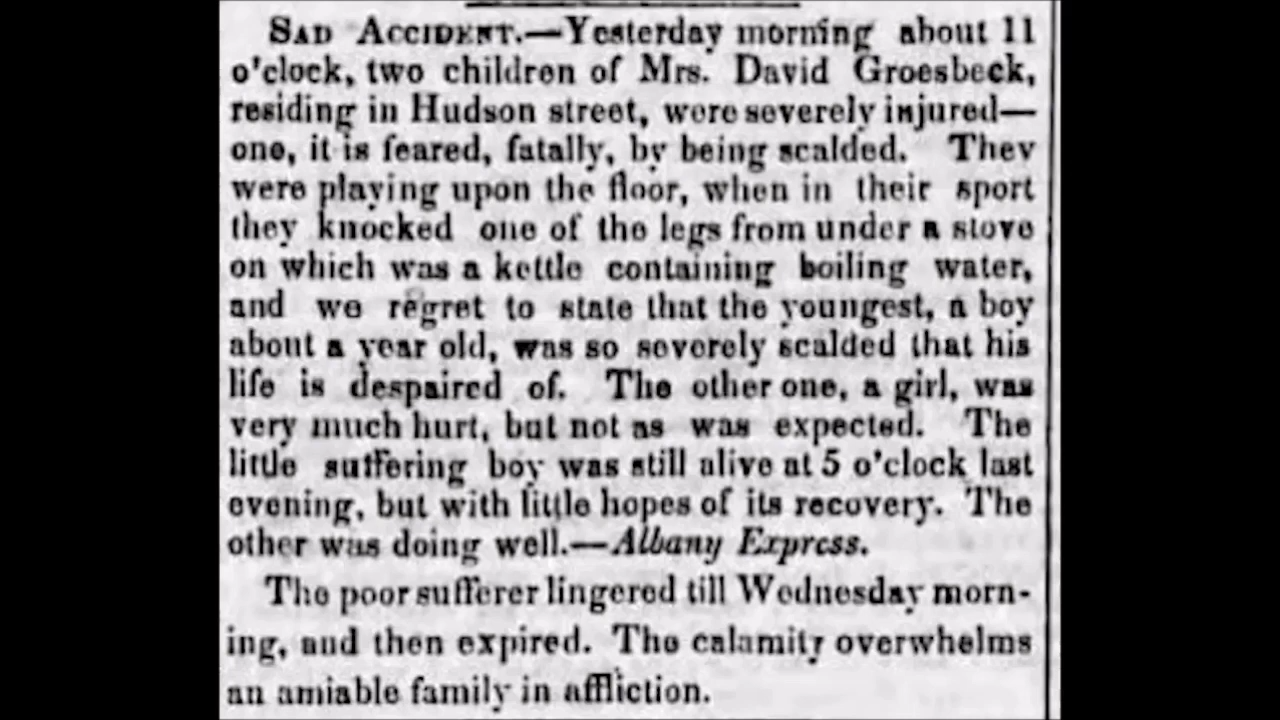 SAD ACCIDENT.—Yesterday morning about 11
o'clock, two children of Mrs. David Groesbeck,
residing in Hudson street, were severely injured—
one, it is feared, fatally, by being scalded. They
were playing upon the floor, when in their sport
they knocked one of the legs from under a stove
on which was a kettle containing boiling water,
and we regret to state that the youngest, a boy
about a year old, was so severely scalded that his
life is despaired of. The other one, a girl, was
very much hurt, but not as was expected. The
little suffering boy was still alive at 5 o'clock last
evening, but with little hopes of its recovery. The
other was doing well.—Albany Express.
The poor sufferer lingered till Wednesday morn-
ing, and then expired. The calamity overwhelms
an amiable family in affliction.